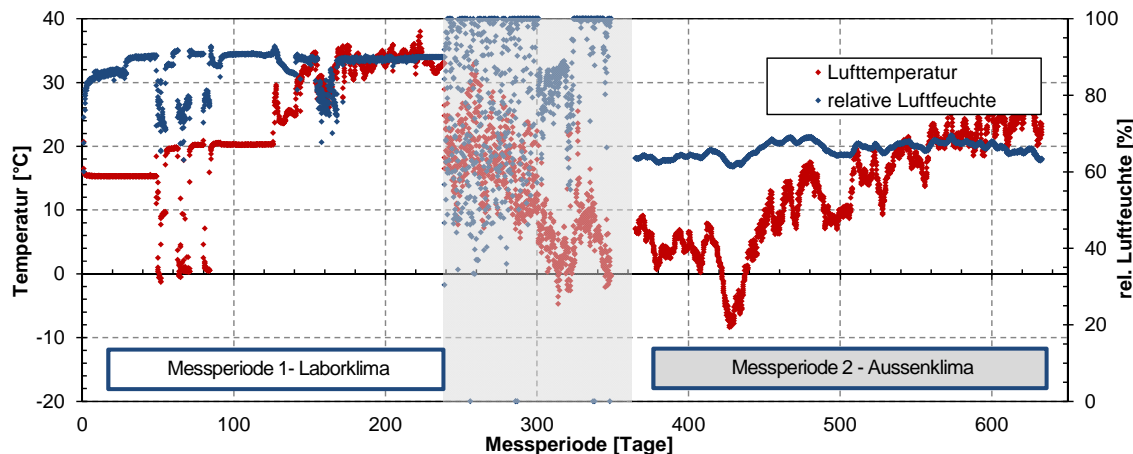 40
30
20
10
0
-10
-20
Temperatur [°C]
100
80
60
40
20
0
rel. Luftfeuchte [%]
Lufttemperatur
relative Luftfeuchte
Messperiode 1- Laborklima
Messperiode 2 - Aussenklima
0 100 200 300 400 500 600
Messperiode [Tage]